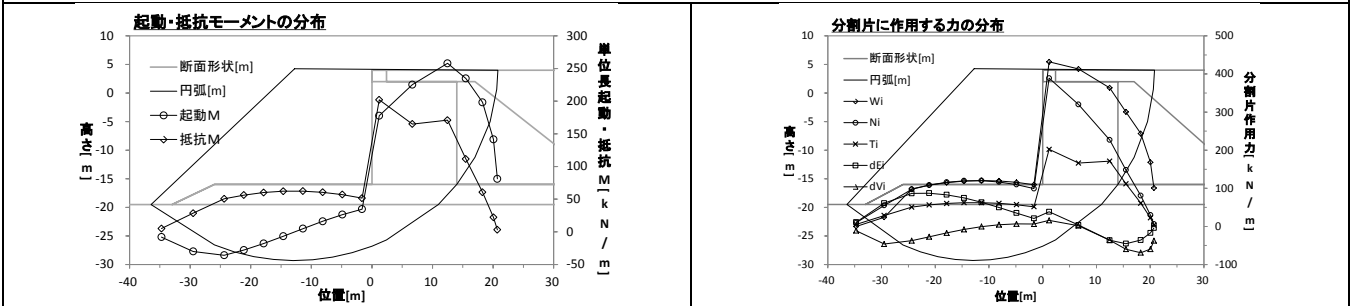 起動・抵抗モーメントの分布
10
5
0
-5
-10
-15
-20
-25
-30
高さ[m]
断面形状[m]
円弧[m]
起動M
抵抗M
300
250
200
150
100
50
0
-50
単位長起動・抵抗M[kN/m]
-40 -30 -20 -10 0 10 20 30
位置[m]
分割片に作用する力の分布
10
5
0
-5
-10
-15
-20
-25
-30
高さ[m]
断面形状[m]
円弧[m]
Wi
Ni
Ti
dEi
dVi
500
400
300
200
100
0
-100
分割片作用力[kN/m]
-40 -30 -20 -10 0 10 20 30
位置[m]